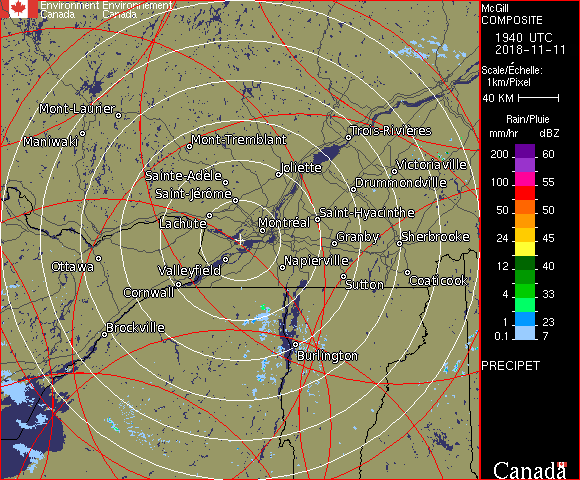 Environment Environnement
Canada Canada
McGill
COMPOSITE
1940 UTC
2018-11-11
Scale/Échelle:
1km/Pixel
40 KM
Rain/Pluie
mm/hr dBZ
200 60
100 55
50 50
24 45
12 40
4 33
1 23
0.1 7
PRECIPET
Canada
Mont-Laurier
Maniwaki
Mont-Tremblant
Trois-Rivières
Joliette
Victoriaville
Sainte-Adèle
Drummondville
Saint-Jérôme
Saint-Hyacinthe
Lachute
Montréal
Granby
Sherbrooke
Ottawa
Valleyfield
Napierville
Sutton
Coaticook
Cornwall
Brockville
Burlington